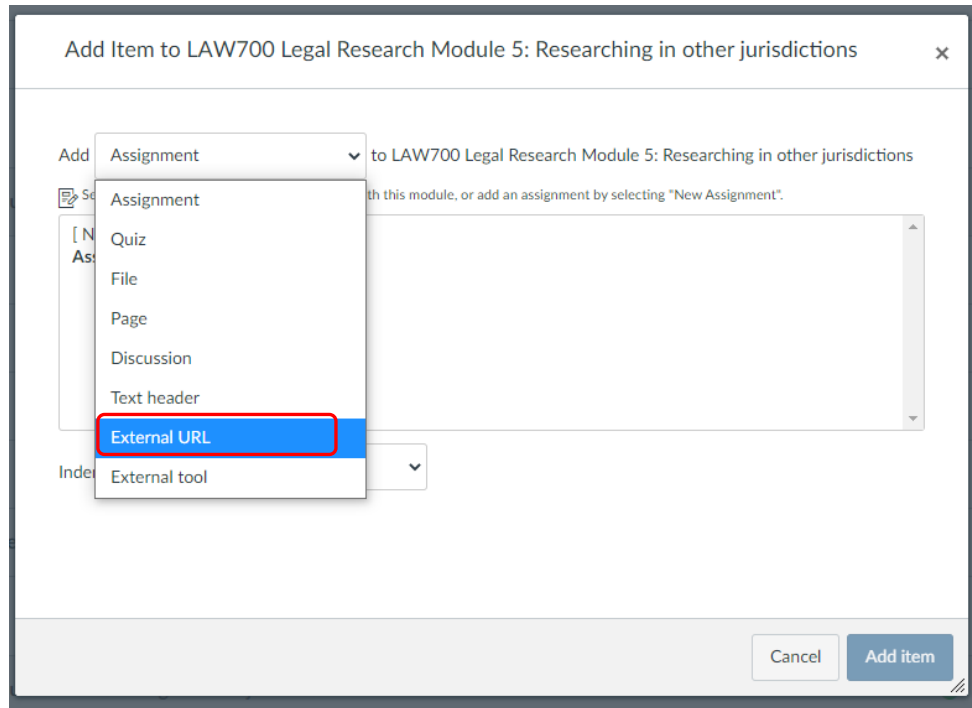 Add Item to LAW700 Legal Research Module 5: Researching in other jurisdictions
×
Add Assignment to LAW700 Legal Research Module 5: Researching in other jurisdictions
this module, or add an assignment by selecting "New Assignment".
Assignment
[ N
Quiz
File
Page
Discussion
Text header
External URL
External tool
Cancel
Add item